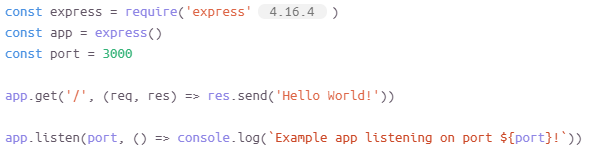 const express = require('express' 4.16.4 )
const app = express()
const port = 3000
app.get('/', (req, res) => res.send('Hello World!'))
app.listen(port, () => console.log(`Example app listening on port ${port}!`))